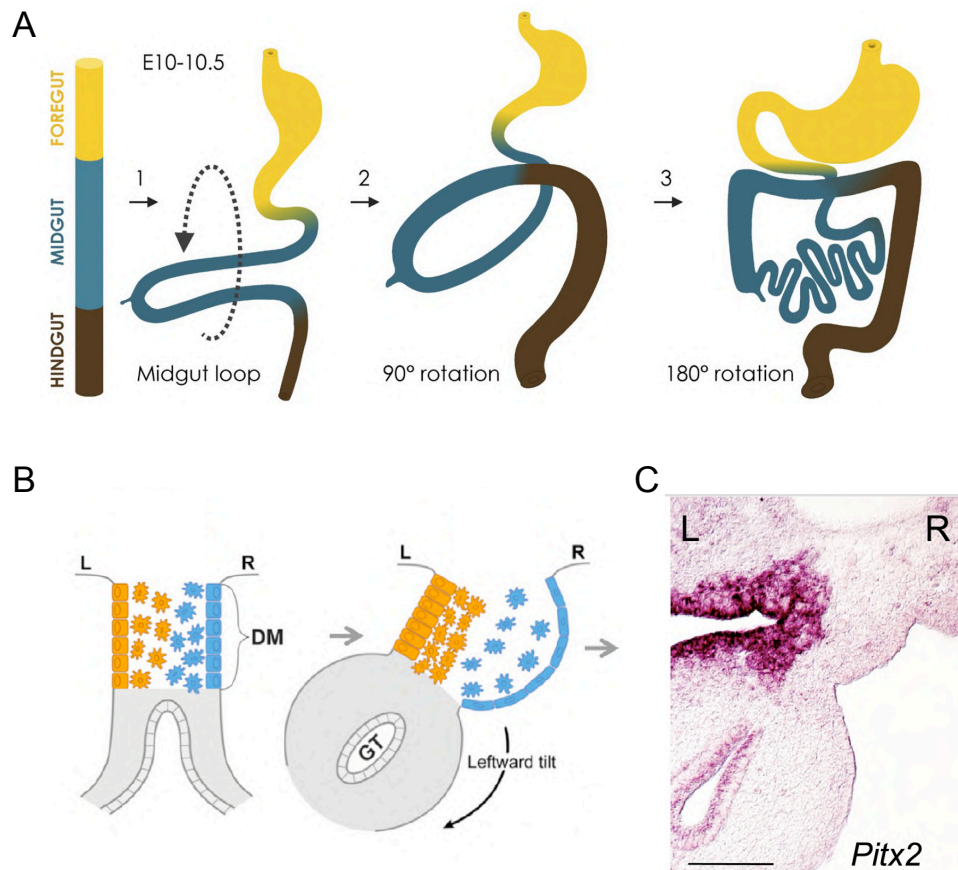 A
E10-10.5
FOREGUT
MIDGUT
HINDGUT
1
2
3
Midgut loop
90° rotation
180° rotation
B
L
R
DM
L
R
GT
Leftward tilt
C
L
R
Pitx2